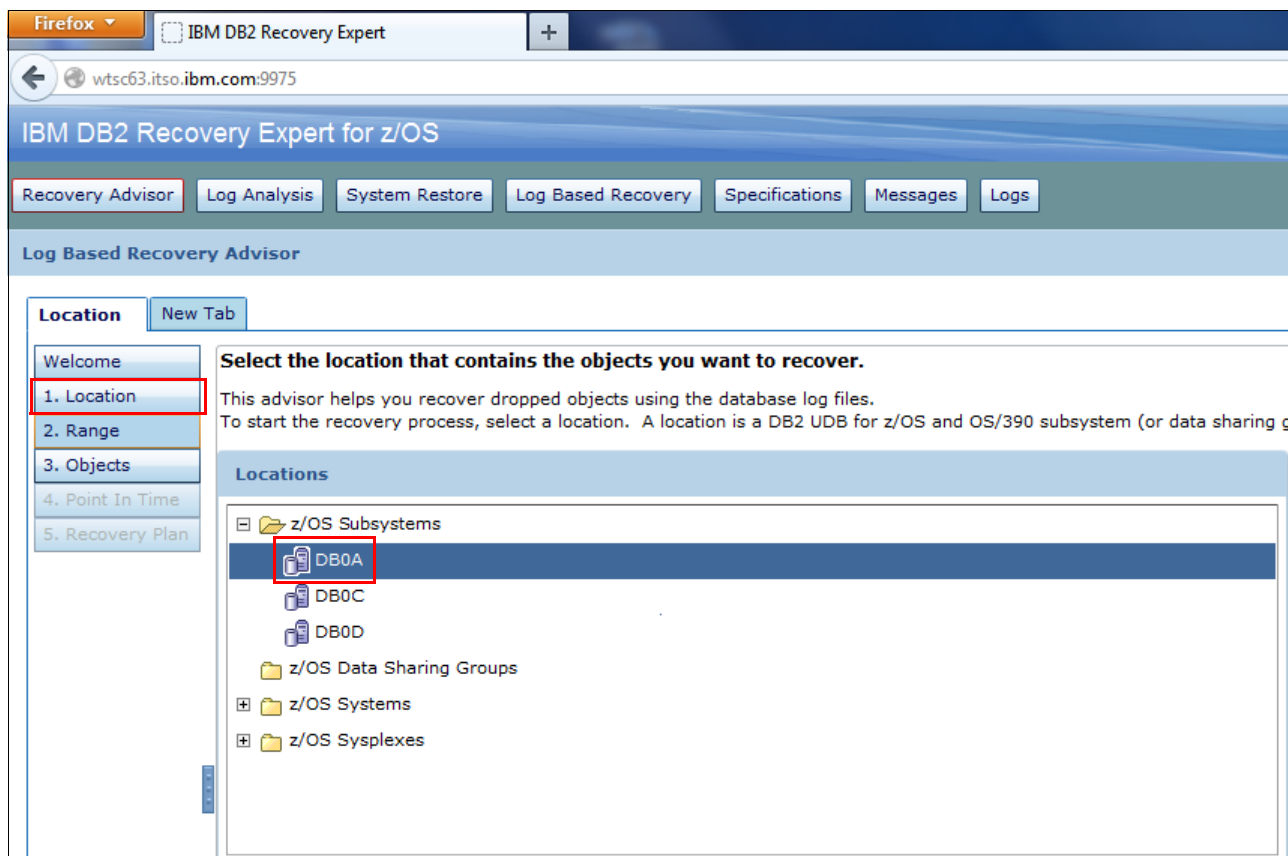 Firefox
IBM DB2 Recovery Expert
+
wtsc63.itso.ibm.com:9975
IBM DB2 Recovery Expert for z/OS
Recovery Advisor Log Analysis System Restore Log Based Recovery Specifications Messages Logs
Log Based Recovery Advisor
Location New Tab
Welcome
1. Location
2. Range
3. Objects
4. Point In Time
5. Recovery Plan
Select the location that contains the objects you want to recover.
This advisor helps you recover dropped objects using the database log files.
To start the recovery process, select a location. A location is a DB2 UDB for z/OS and OS/390 subsystem (or data sharing g
Locations
z/OS Subsystems
DB0A
DB0C
DB0D
z/OS Data Sharing Groups
z/OS Systems
z/OS Sysplexes